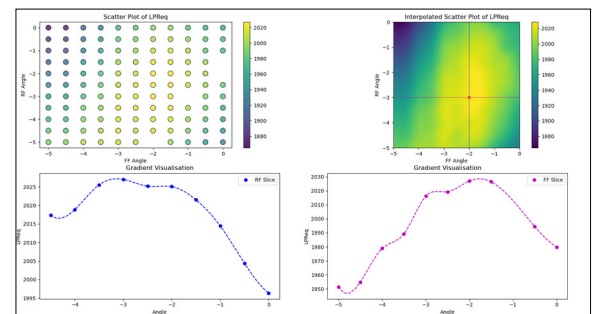 Scatter Plot of LPReq
0
−1
−2
−3
−4
−5
RF Angle
−5 −4 −3 −2 −1 0
FF Angle
2020
2000
1980
1960
1940
1920
1900
1880
Interpolated Scatter Plot of LPReq
0
−1
−2
−3
−4
−5
RF Angle
−5 −4 −3 −2 −1 0
FF Angle
2020
2000
1980
1960
1940
1920
1900
1880
Gradient Visualisation
RF Slice
2025
2020
2015
2010
2005
2000
1995
LPReq
−4 −3 −2 −1 0
Angle
Gradient Visualisation
FF Slice
2030
2020
2010
2000
1990
1980
1970
1960
1950
LPReq
−5 −4 −3 −2 −1 0
Angle